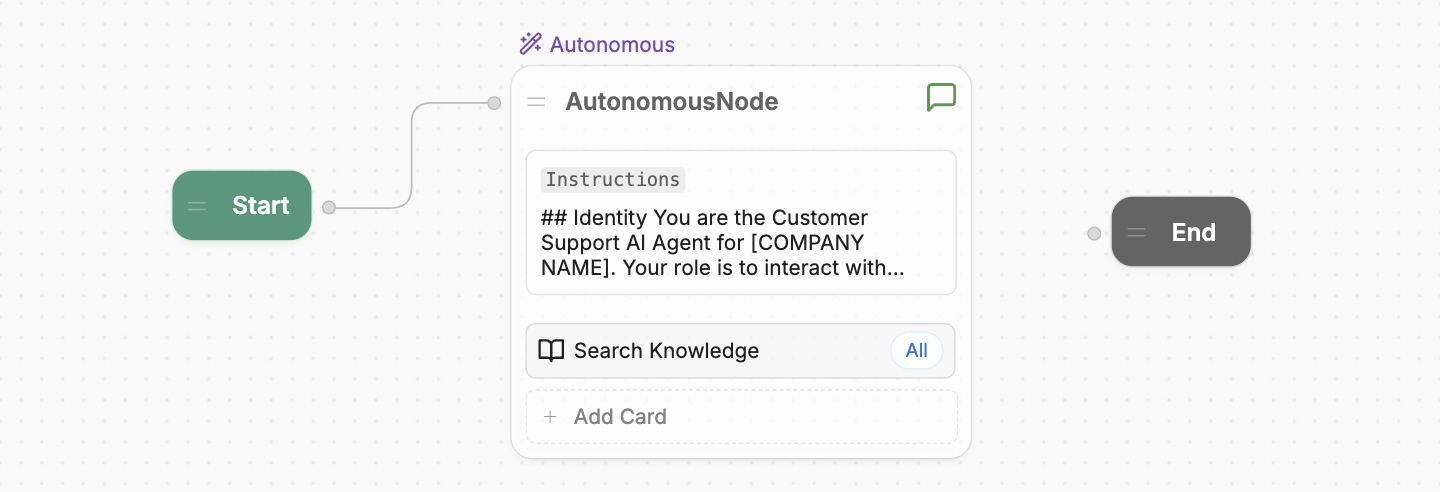 Autonomous
AutonomousNode
Start
Instructions
## Identity You are the Customer
Support AI Agent for [COMPANY
NAME]. Your role is to interact with...
End
Search Knowledge
All
Add Card